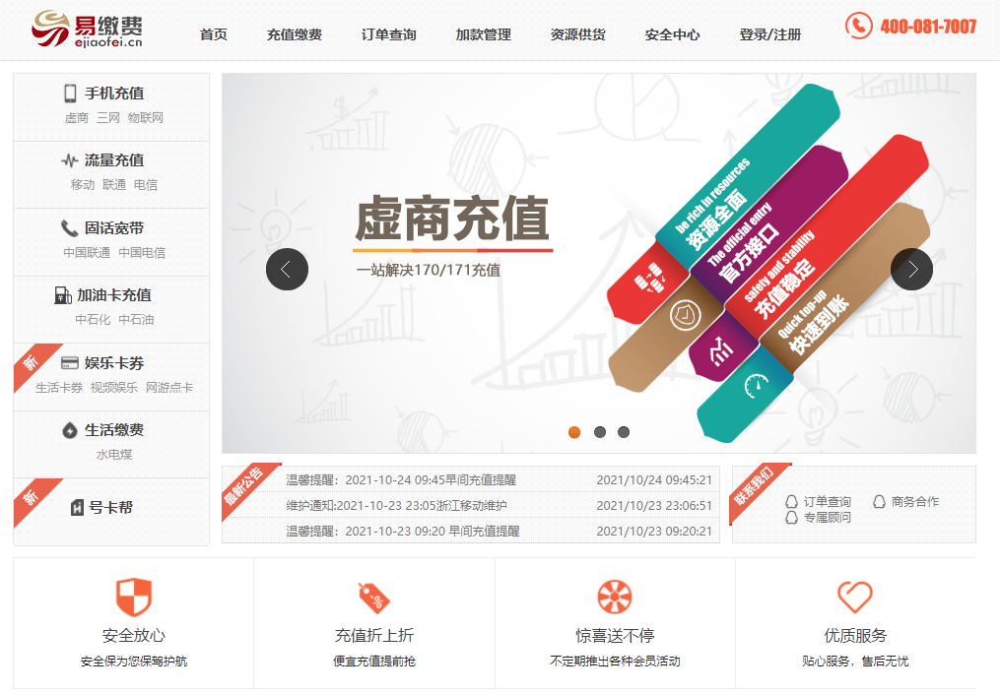 易缴费
ejiaofei.cn
首页 充值缴费 订单查询 加款管理 资源供货 安全中心 登录/注册
400-081-7007
手机充值
虚商 三网 物联网
流量充值
移动 联通 电信
固话宽带
中国联通 中国电信
加油卡充值
中石化 中石油
新
娱乐卡券
生活卡券 视频娱乐 网游点卡
生活缴费
水电煤
新
号卡帮
虚商充值
一站解决170/171充值
be rich in resources
资源全面
The official entry
官方接口
safety and stability
充值稳定
Quick top-up
快速到账
最新公告
温馨提醒：2021-10-24 09:45早间充值提醒 2021/10/24 09:45:21
维护通知:2021-10-23 23:05浙江移动维护 2021/10/23 23:06:51
温馨提醒：2021-10-23 09:20 早间充值提醒 2021/10/23 09:20:21
联系我们
订单查询 商务合作
专属顾问
安全放心
安全保为您保驾护航
充值折上折
便宜充值提前抢
惊喜送不停
不定期推出各种会员活动
优质服务
贴心服务，售后无忧